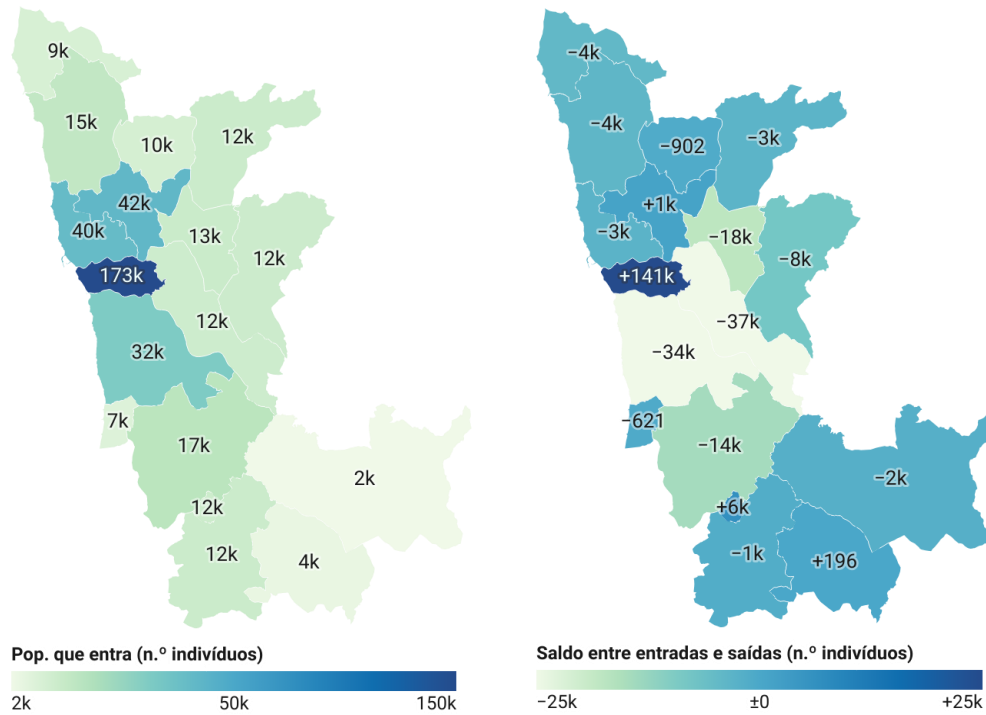 9k
15k
10k
12k
42k
40k
13k
12k
173k
12k
32k
7k
17k
2k
12k
12k
4k
Pop. que entra (n.º indivíduos)
2k 50k 150k
−4k
−4k
−902
−3k
+1k
−3k
−18k
−8k
+141k
−37k
−34k
−621
−14k
−2k
+6k
−1k
+196
Saldo entre entradas e saídas (n.º indivíduos)
−25k ±0 +25k